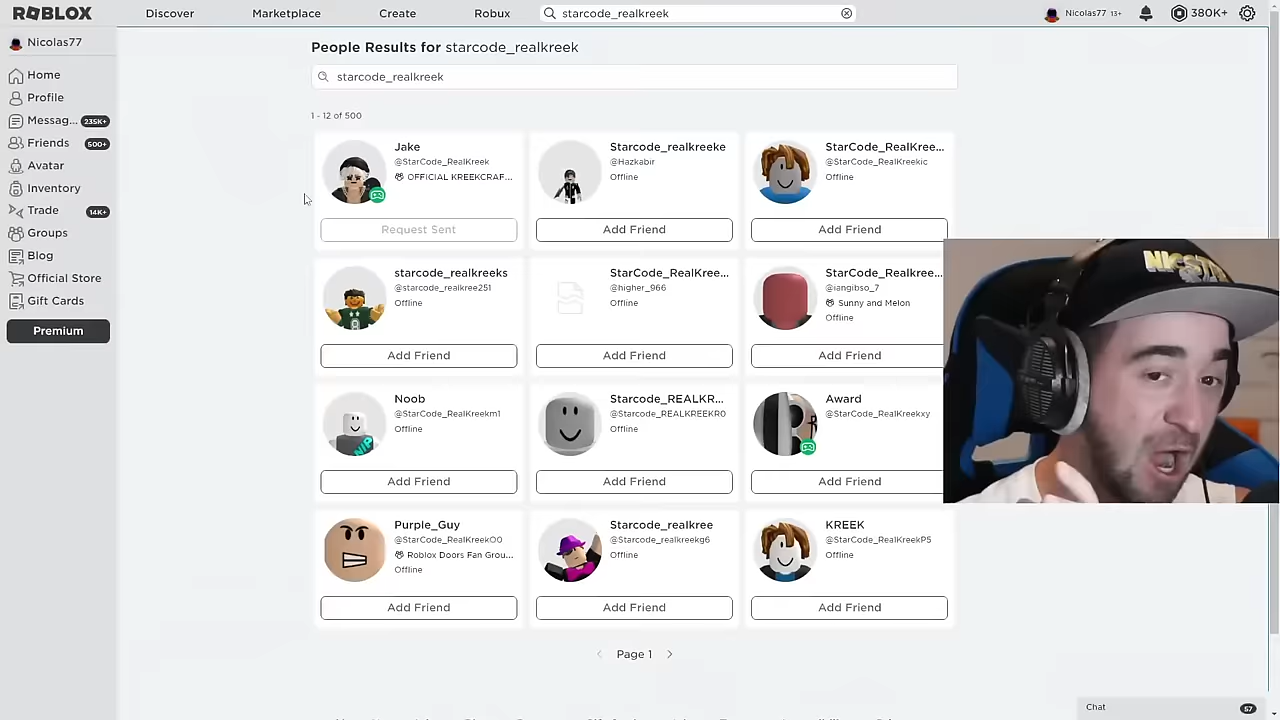 ROBLOX
Discover
Marketplace
Create
Robux
starcode_realkreek
Nicolas77 13+
380K+
Nicolas77
Home
Profile
Messag... 235K+
Friends 500+
Avatar
Inventory
Trade 14K+
Groups
Blog
Official Store
Gift Cards
Premium
People Results for starcode_realkreek
starcode_realkreek
1 - 12 of 500
Jake
@StarCode_RealKreek
OFFICIAL KREEKCRAF...
Request Sent
Starcode_realkreeke
@Hazkabir
Offline
Add Friend
StarCode_RealKree...
@StarCode_RealKreekic
Offline
Add Friend
starcode_realkreeks
@starcode_realkree251
Offline
Add Friend
StarCode_RealKree...
@higher_966
Offline
Add Friend
StarCode_Realkree...
@iangibso_7
Sunny and Melon
Offline
Add Friend
Noob
@StarCode_RealKreekm1
Offline
Add Friend
Starcode_REALKR...
@Starcode_REALKREEKR0
Offline
Add Friend
Award
@StarCode_RealKreekxy
Add Friend
Purple_Guy
@StarCode_RealKreekO0
Roblox Doors Fan Grou...
Offline
Add Friend
Starcode_realkree
@Starcode_realkreekg6
Offline
Add Friend
KREEK
@StarCode_RealKreekPS
Offline
Add Friend
Page 1
Chat
57